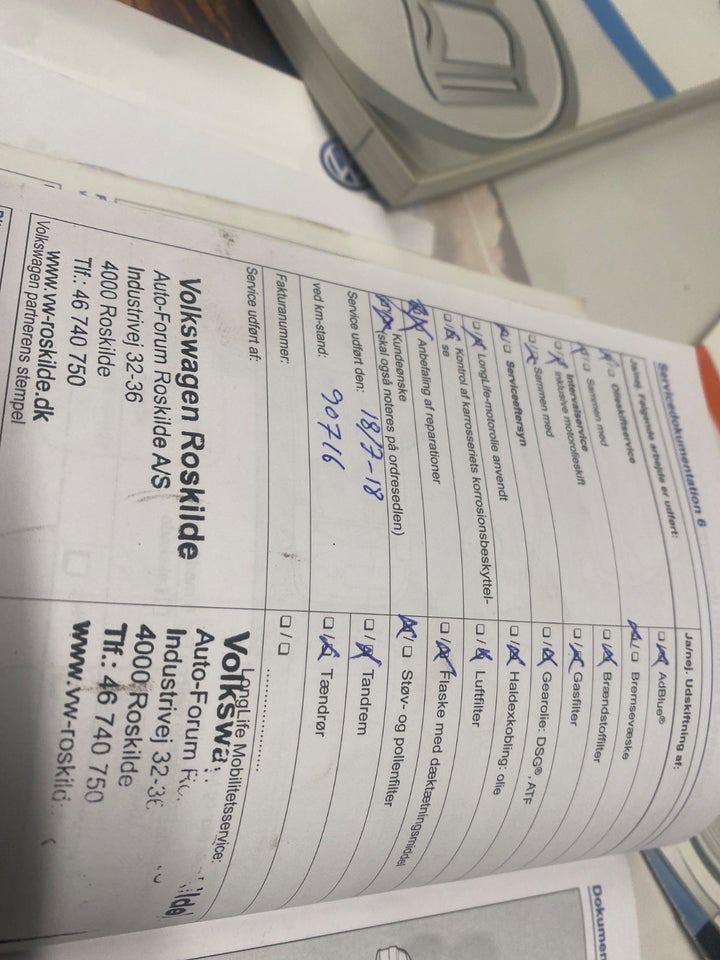 Servicedokumentation 6
Ja/nej. Følgende arbejde er udført:
Olieskiftservice
Sammen med
Intervalservice
inklusive motorolieskift
Sammen med
Serviceeftersyn
LongLife-motorolie anvendt
Kontrol af karrosseriets korrosionsbeskyttel-
se
Anbefaling af reparationer
Kundeønske
(skal også noteres på ordresedlen)
Service udført den: 18/7-18
ved km-stand: 90716
Fakturanummer:
Service udført af:
Volkswagen Roskilde
Auto-Forum Roskilde A/S
Industrivej 32-36
4000 Roskilde
Tlf.: 46 740 750
www.vw-roskilde.dk
Volkswagen partnerens stempel
Ja/nej. Udskiftning af:
AdBlue®
Bremsevæske
Brændstoffilter
Gasfilter
Gearolie: DSG®, ATF
Haldexkobling: olie
Luftfilter
Flaske med dæktætningsmiddel
Støv- og pollenfilter
Tandrem
Tændrør
LongLife Mobilitetsservice:
Auto-Forum
Industrivej 32-36
4000 Roskilde
Tlf.: 46 740 750
Dokumen